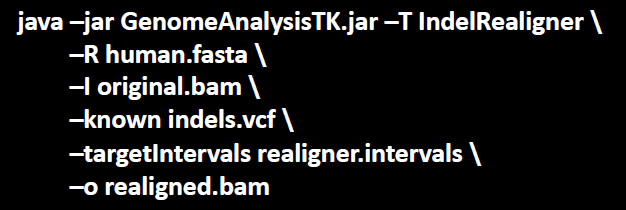 java –jar GenomeAnalysisTK.jar –T IndelRealigner \
–R human.fasta \
–I original.bam \
–known indels.vcf \
–targetIntervals realigner.intervals \
–o realigned.bam